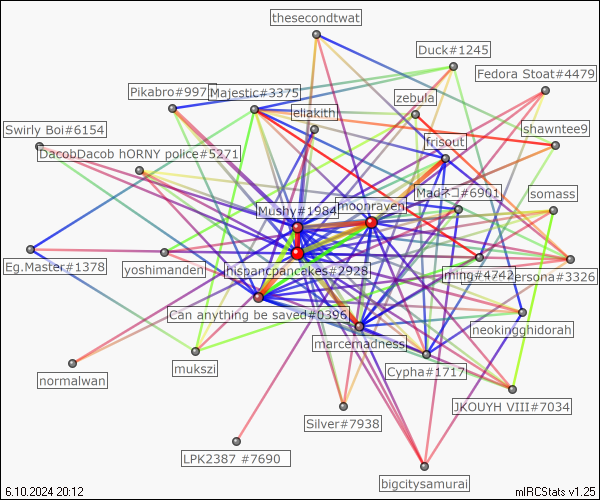 thesecondtwat
Duck#1245
Fedora Stoat#4479
Pikabro#997
Majestic#3375
zebula
eliakith
shawntee9
Swirly Boi#6154
frisout
DacobDacob hORNY police#5271
Madネコ#6901
somass
Mushy#1984
moonraven
Eg.Master#1378
yoshimanden
hispancpancakes#2928
ming#4742
ersona#3326
Can anything be saved#0396
neokingghidorah
marcemadness
mukszi
Cypha#1717
normalwan
JKOUYH VIII#7034
Silver#7938
LPK2387 #7690
bigcitysamurai
6.10.2024 20:12
mIRCStats v1.25